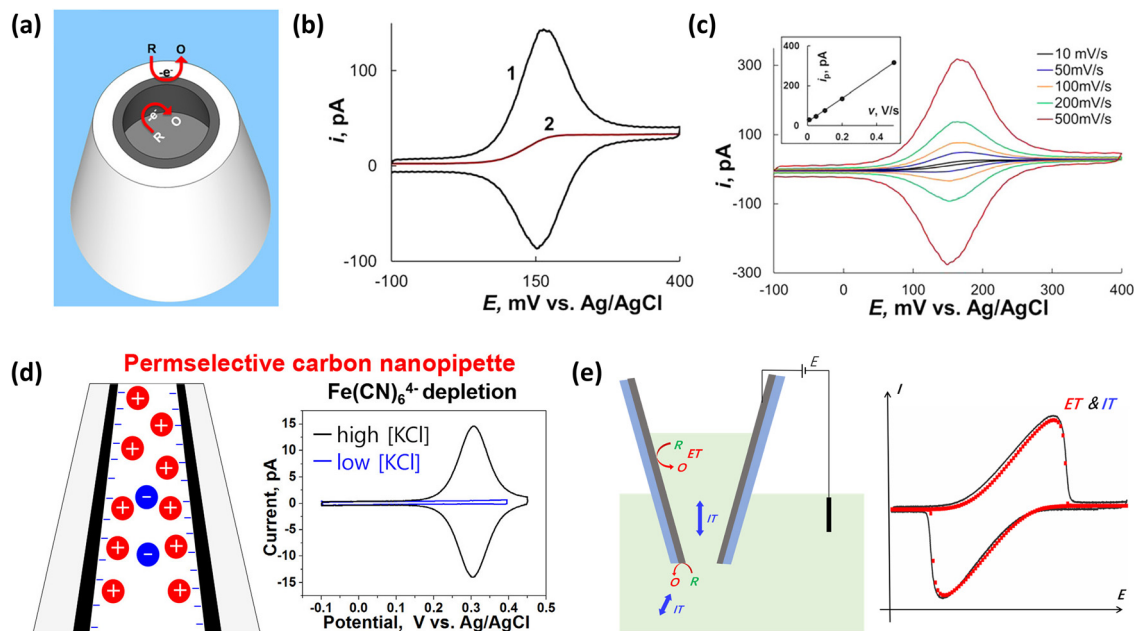 (a)
R O
-e-
-e-
R O
(b)
i, pA
100
0
-100
1
2
-100 150 400
E, mV vs. Ag/AgCl
(c)
i, pA
300
100
-100
-300
400
200
0
ip, pA
0 0.2 0.4
v, V/s
10 mV/s
50mV/s
100mV/s
200mV/s
500mV/s
-100 0 100 200 300 400
E, mV vs. Ag/AgCl
Permselective carbon nanopipette
(d)
+
+
+
+
-
+ +
+ - +
+ +
Fe(CN)₆⁴⁻ depletion
high [KCl]
low [KCl]
Current, pA
15
10
5
0
-5
-10
-15
-0.1 0.0 0.1 0.2 0.3 0.4 0.5
Potential, V vs. Ag/AgCl
(e)
E
R
ET
O
IT
O R
IT
I
ET & IT
E